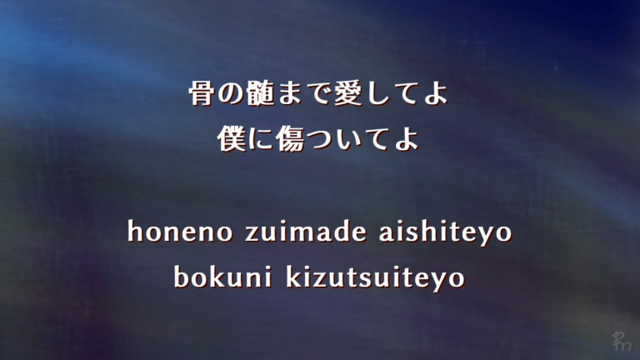 骨の髄まで愛してよ
僕に傷ついてよ
honeno zuimade aishiteyo
bokuni kizutsuiteyo